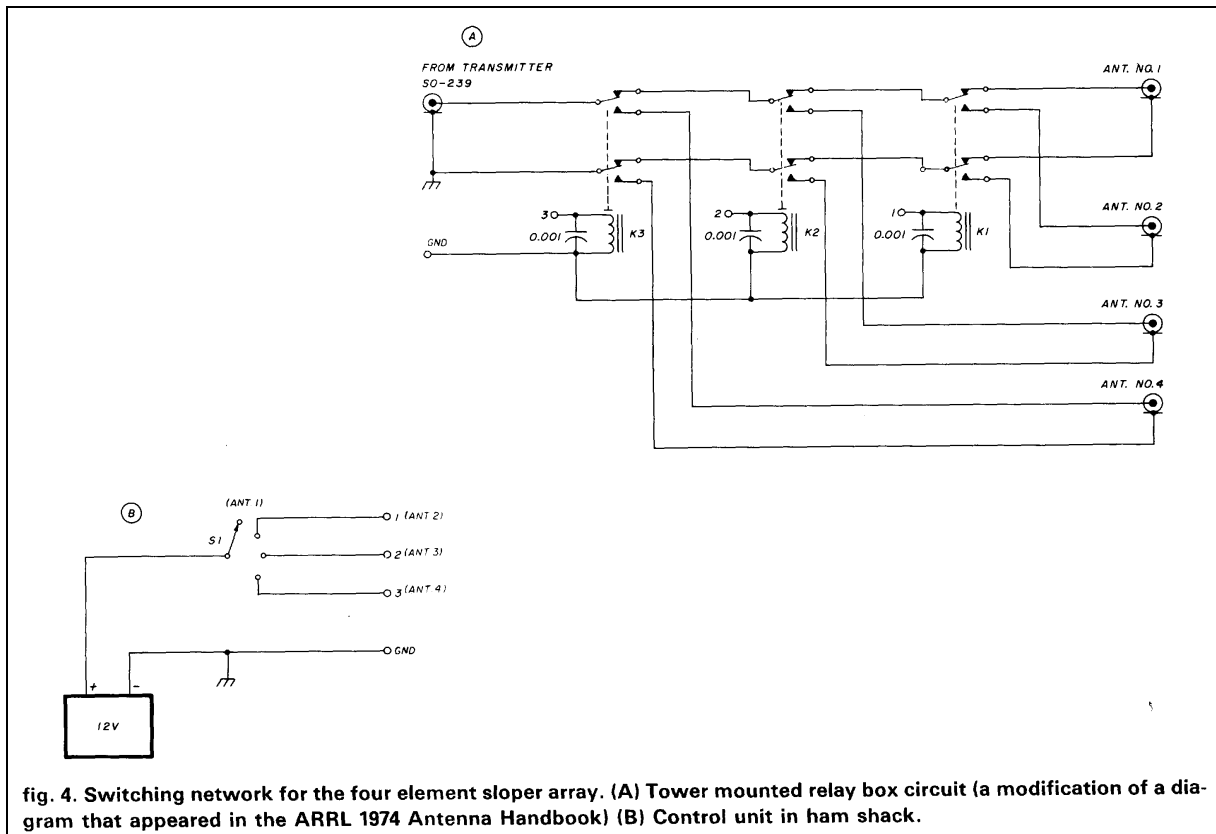 A
FROM TRANSMITTER
SO-239
ANT. NO. 1
3
0.001
K3
2
0.001
K2
1
0.001
K1
ANT. NO. 2
GND
ANT. NO. 3
ANT. NO. 4
B
(ANT 1)
S1
1 (ANT 2)
2 (ANT 3)
3 (ANT 4)
GND
+ -
12V
fig. 4. Switching network for the four element sloper array. (A) Tower mounted relay box circuit (a modification of a dia-
gram that appeared in the ARRL 1974 Antenna Handbook) (B) Control unit in ham shack.